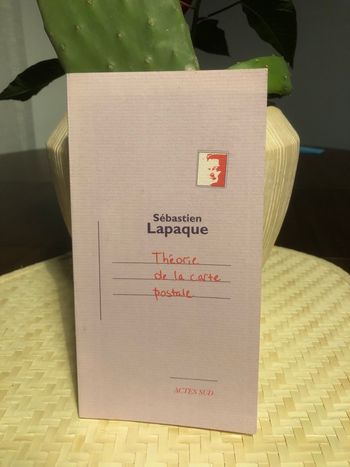 Sébastien
Lapaque
Théorie
de la carte
postale
ACTES SUD